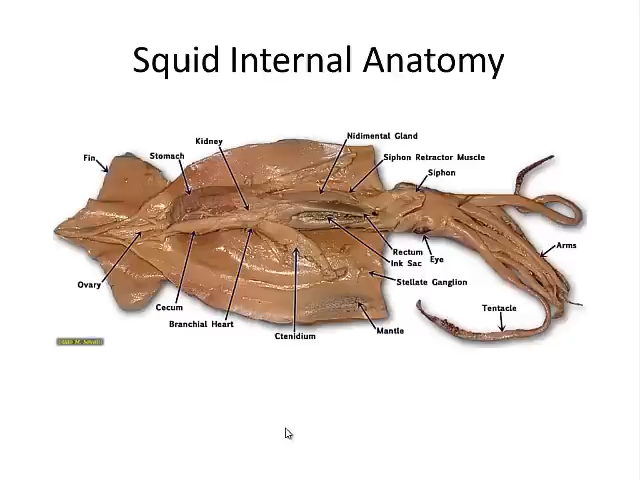 Squid Internal Anatomy
Nidimental Gland
Kidney
Fin
Stomach
Siphon Retractor Muscle
Siphon
Arms
Rectum
Ink Sac
Eye
Stellate Ganglion
Ovary
Cecum
Tentacle
Branchial Heart
Mantle
Ctenidium